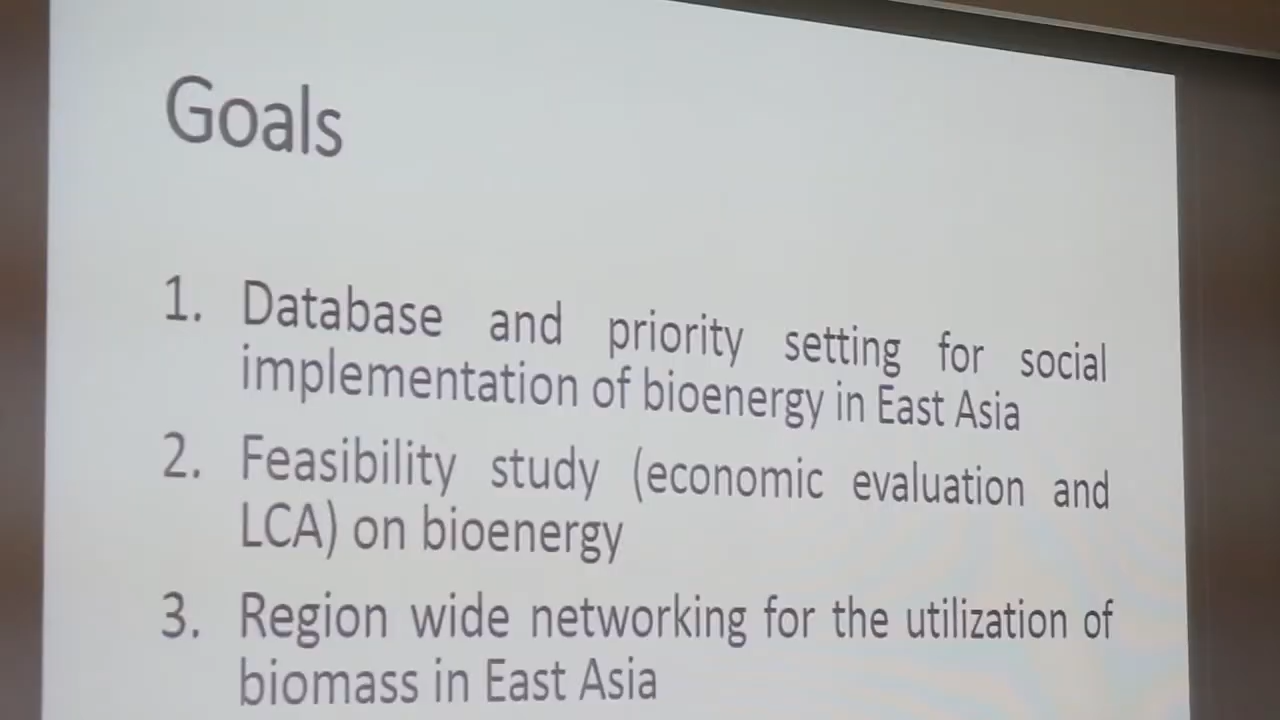 Goals
1. Database and priority setting for social
implementation of bioenergy in East Asia
2. Feasibility study (economic evaluation and
LCA) on bioenergy
3. Region wide networking for the utilization of
biomass in East Asia